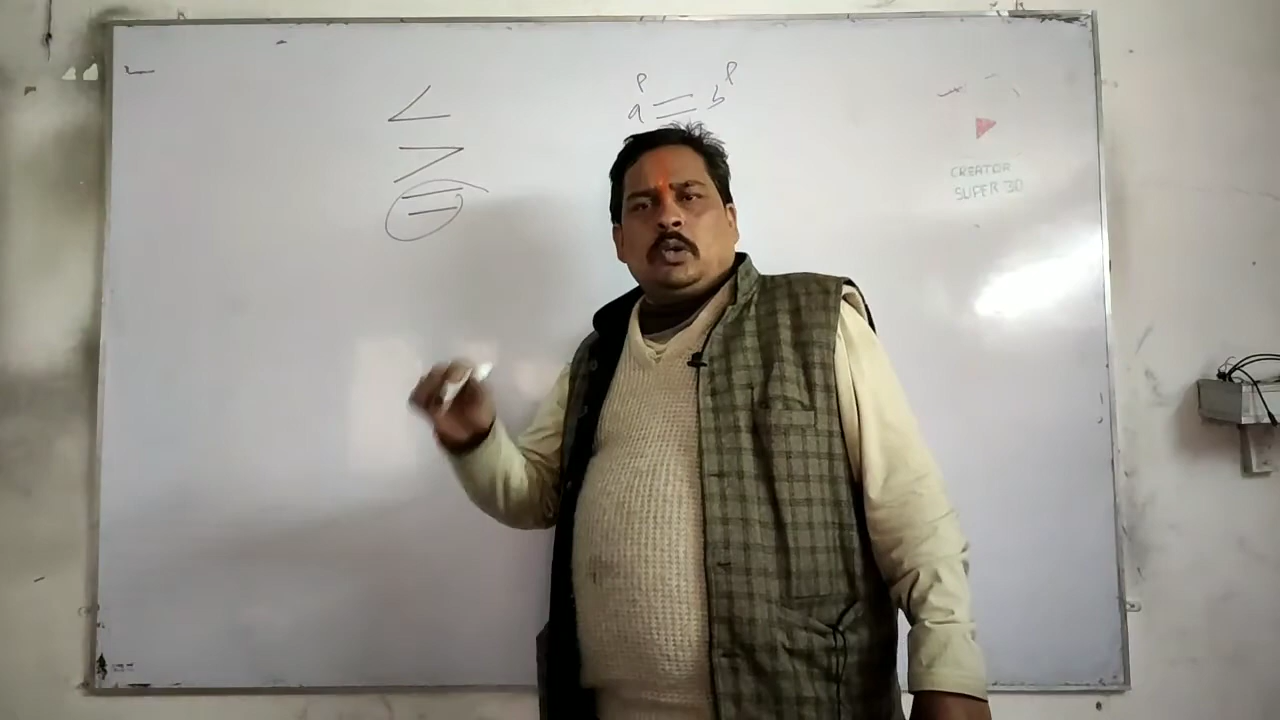 <
>
=
a^p = b^p
CREATOR
SUPER 30